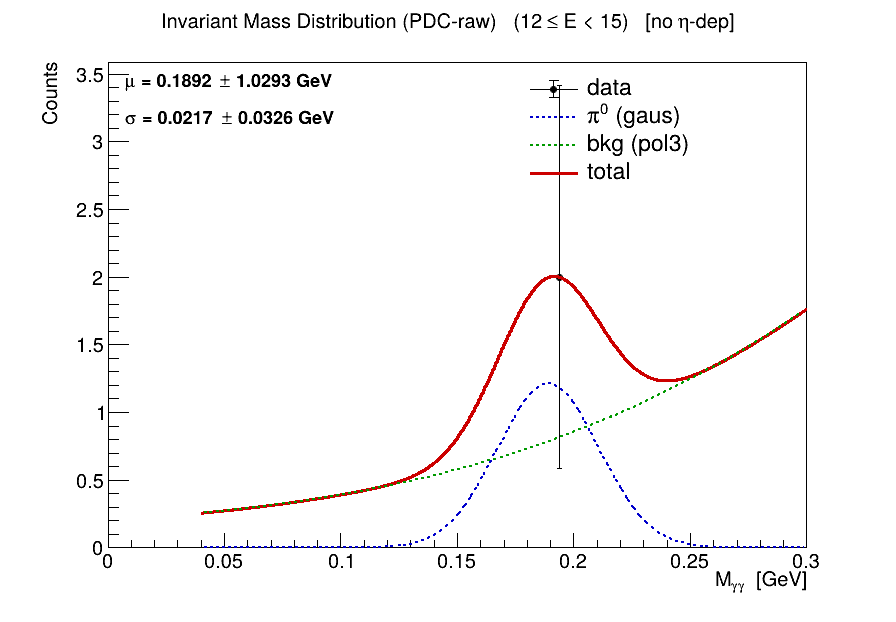 Invariant Mass Distribution (PDC-raw) (12 ≤ E < 15) [no η-dep]
Counts
μ = 0.1892 ± 1.0293 GeV
σ = 0.0217 ± 0.0326 GeV
data
π⁰ (gaus)
bkg (pol3)
total
3.5
3
2.5
2
1.5
1
0.5
0
0 0.05 0.1 0.15 0.2 0.25 0.3
M_γγ [GeV]